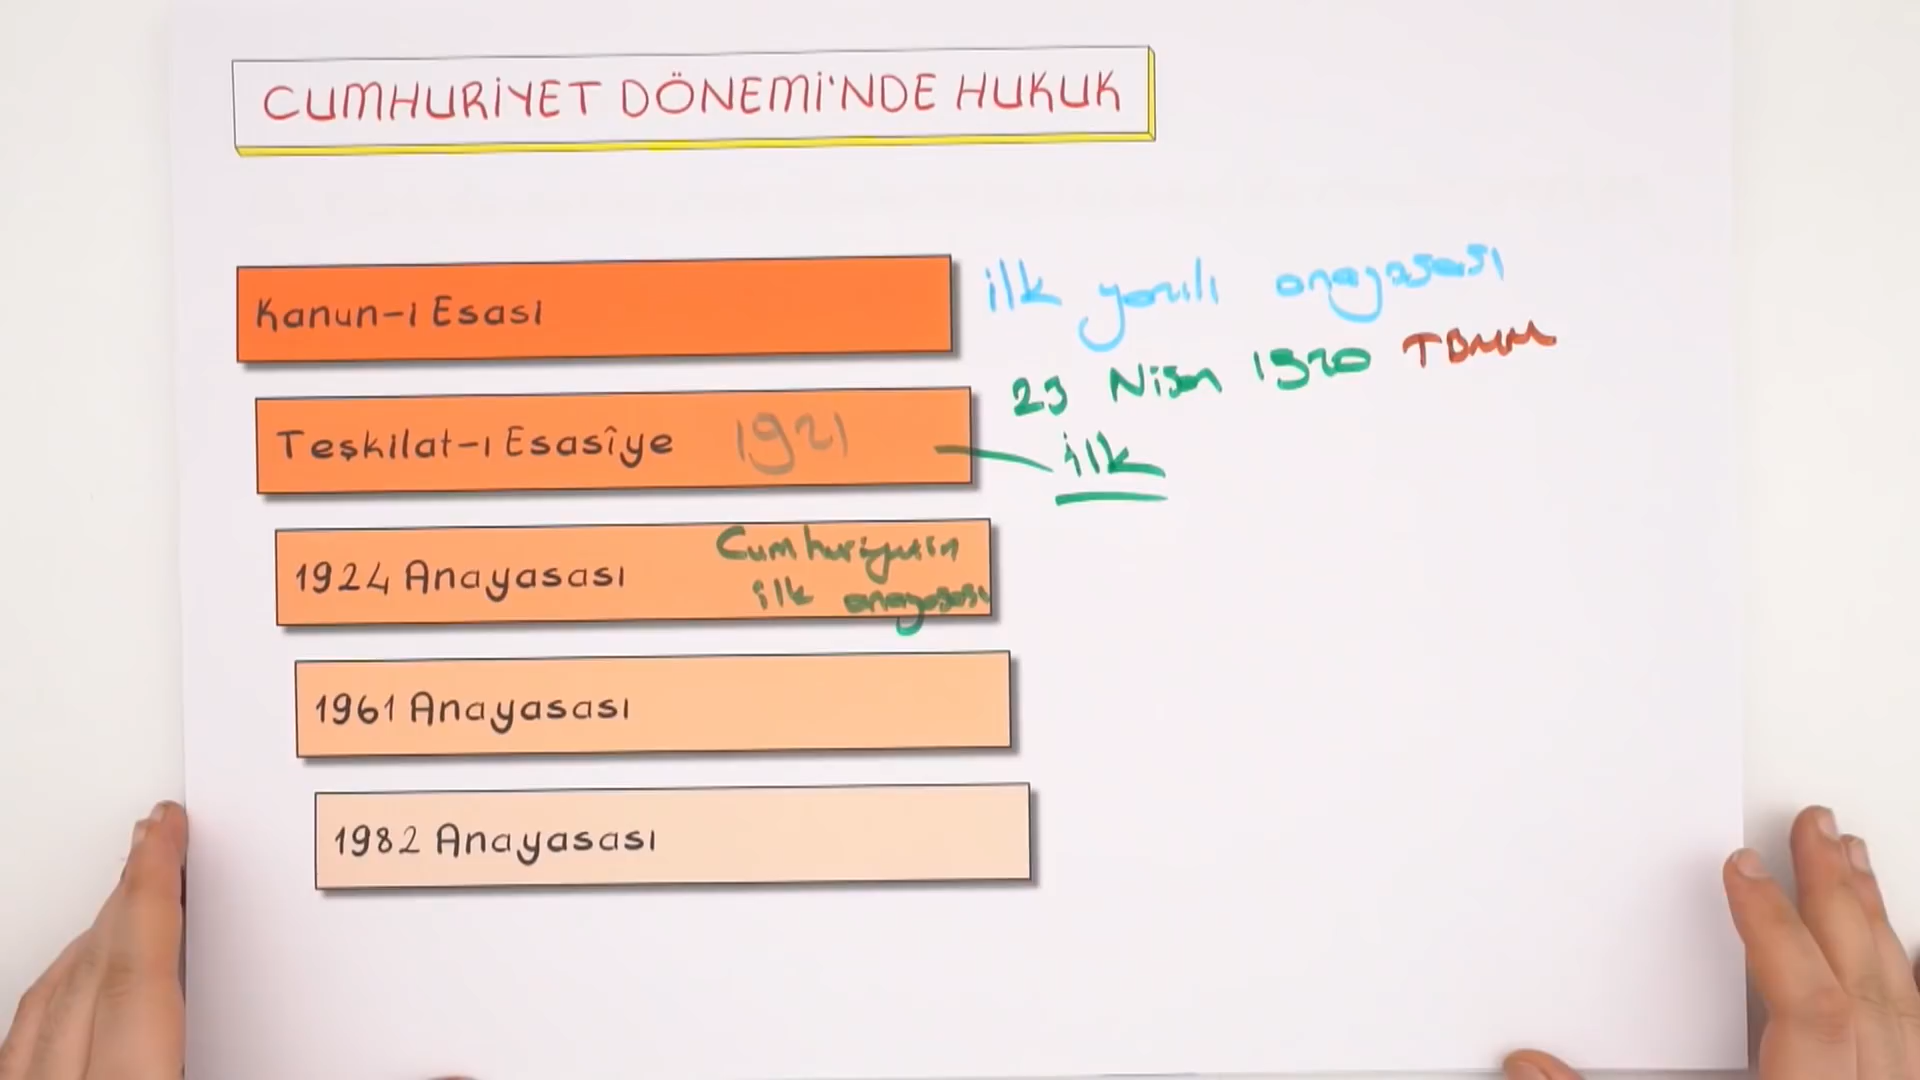 CUMHURİYET DÖNEMİ'NDE HUKUK
Kanun-ı Esasi
ilk yazılı anayasası
23 Nisan 1920 TBMM
Teşkilat-ı Esasîye 1921
ilk
1924 Anayasası
Cumhuriyetin
ilk anayasası
1961 Anayasası
1982 Anayasası